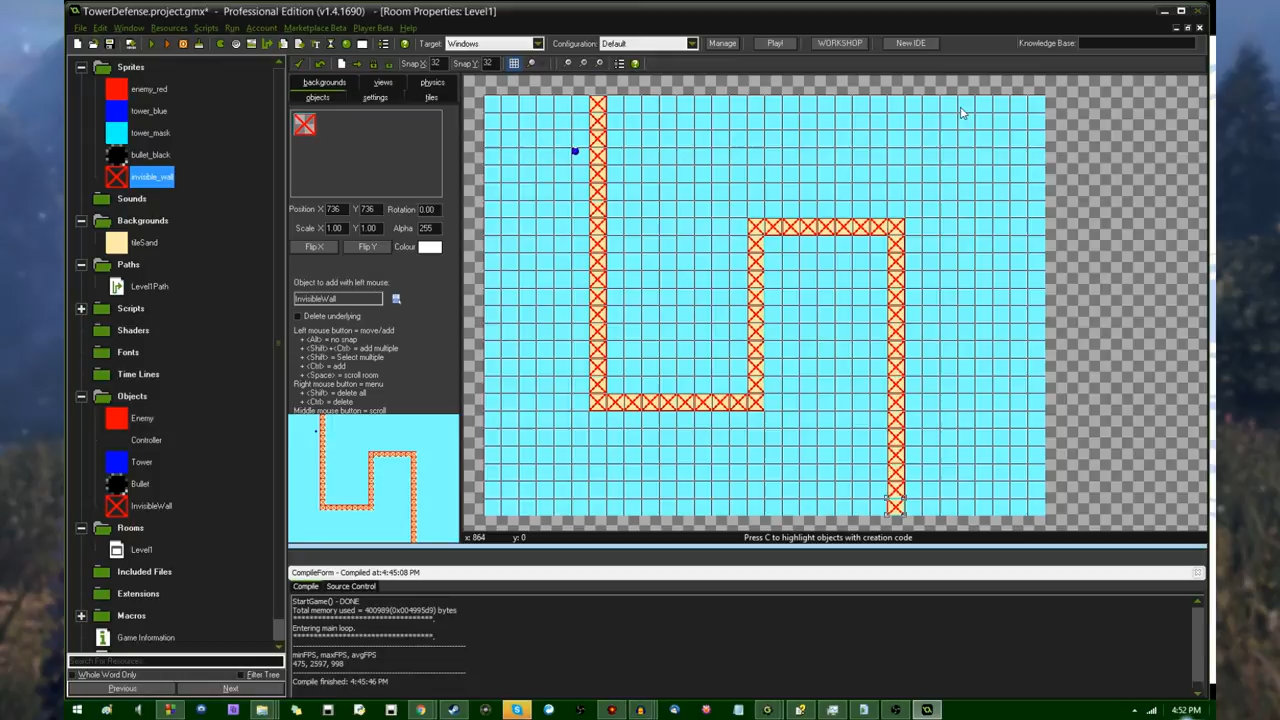 TowerDefense.project.gmx* - Professional Edition (v1.4.1690) - [Room Properties: Level1]
File Edit Window Resources Scripts Run Account Marketplace Beta Player Beta Help
Target: Windows Configuration: Default Manage Play! WORKSHOP New IDE Knowledge Base:
Snap X 32 Snap Y: 32
Sprites
enemy_red
tower_blue
tower_mask
bullet_black
invisible_wall
Sounds
Backgrounds
tileSand
Paths
Level1Path
Scripts
Shaders
Fonts
Time Lines
Objects
Enemy
Controller
Tower
Bullet
InvisibleWall
Rooms
Level1
Included Files
Extensions
Macros
Game Information
Search For Resources
Whole Word Only Filter Tree
Previous Next
backgrounds views physics
objects settings tiles
Position X 736 Y 736 Rotation 0.00
Scale X 1.00 Y 1.00 Alpha 255
Flip X Flip Y Colour
Object to add with left mouse:
InvisibleWall
Delete underlying
Left mouse button = move/add
+ <Alt> = no snap
+ <Shift>+<Ctrl> = add multiple
+ <Shift> = Select multiple
+ <Ctrl> = add
+ <Space> = scroll room
Right mouse button = menu
+ <Shift> = delete all
+ <Ctrl> = delete
Middle mouse button = scroll
x: 864 y: 0 Press C to highlight objects with creation code
CompileForm - Compiled at:4:45:08 PM
Compile Source Control
StartGame() - DONE
Total memory used = 400989(0x004995d9) bytes
Entering main loop.
minFPS, maxFPS, avgFPS
475, 2597, 998
Compile finished: 4:45:46 PM
4:52 PM